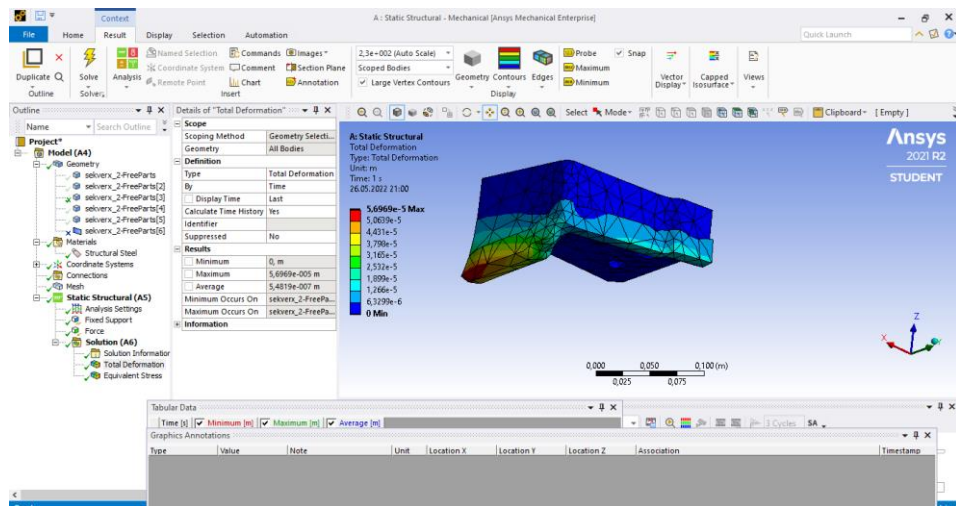 Context
A : Static Structural - Mechanical [Ansys Mechanical Enterprise]
File Home Result Display Selection Automation
Quick Launch
Duplicate Q
Outline
Solve
Analysis
Solvers
Named Selection
Coordinate System
Remote Point
Commands
Comment
Chart
Images
Section Plane
Annotation
Insert
2,3e+002 (Auto Scale)
Scoped Bodies
Large Vertex Contours
Geometry Contours Edges
Probe
Maximum
Minimum
Snap
Display
Vector Display
Capped Isosurface
Views
Outline
Name Search Outline
Project*
Model (A4)
Geometry
sekverx_2-FreeParts
sekverx_2-FreeParts[2]
sekverx_2-FreeParts[3]
sekverx_2-FreeParts[4]
sekverx_2-FreeParts[5]
sekverx_2-FreeParts[6]
Materials
Structural Steel
Coordinate Systems
Connections
Mesh
Static Structural (A5)
Analysis Settings
Fixed Support
Force
Solution (A6)
Solution Informatior
Total Deformation
Equivalent Stress
Details of "Total Deformation"
Scope
Scoping Method Geometry Selecti...
Geometry All Bodies
Definition
Type Total Deformation
By Time
Display Time Last
Calculate Time History Yes
Identifier
Suppressed No
Results
Minimum 0, m
Maximum 5,6969e-005 m
Average 5,4819e-007 m
Minimum Occurs On sekverx_2-FreePa...
Maximum Occurs On sekverx_2-FreePa...
Information
Select Mode Clipboard [ Empty ]
A: Static Structural
Total Deformation
Type: Total Deformation
Unit: m
Time: 1 s
26.05.2022 21:00
5,6969e-5 Max
5,0639e-5
4,431e-5
3,798e-5
3,165e-5
2,532e-5
1,899e-5
1,266e-5
6,3299e-6
0 Min
Ansys
2021 R2
STUDENT
0,000 0,050 0,100 (m)
0,025 0,075
Z
X
Tabular Data
Time [s] Minimum [m] Maximum [m] Average [m]
3 Cycles SA
Graphics Annotations
Type Value Note Unit Location X Location Y Location Z Association Timestamp